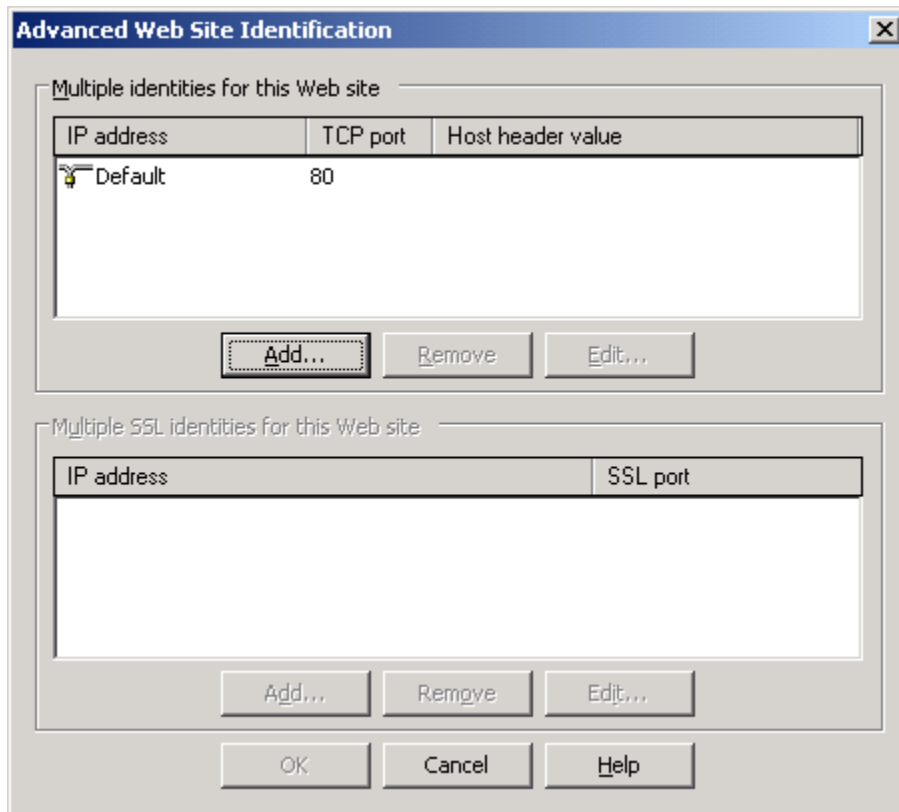 Advanced Web Site Identification
Multiple identities for this Web site
IP address TCP port Host header value
Default 80
Add... Remove Edit...
Multiple SSL identities for this Web site
IP address SSL port
Add... Remove Edit...
OK Cancel Help